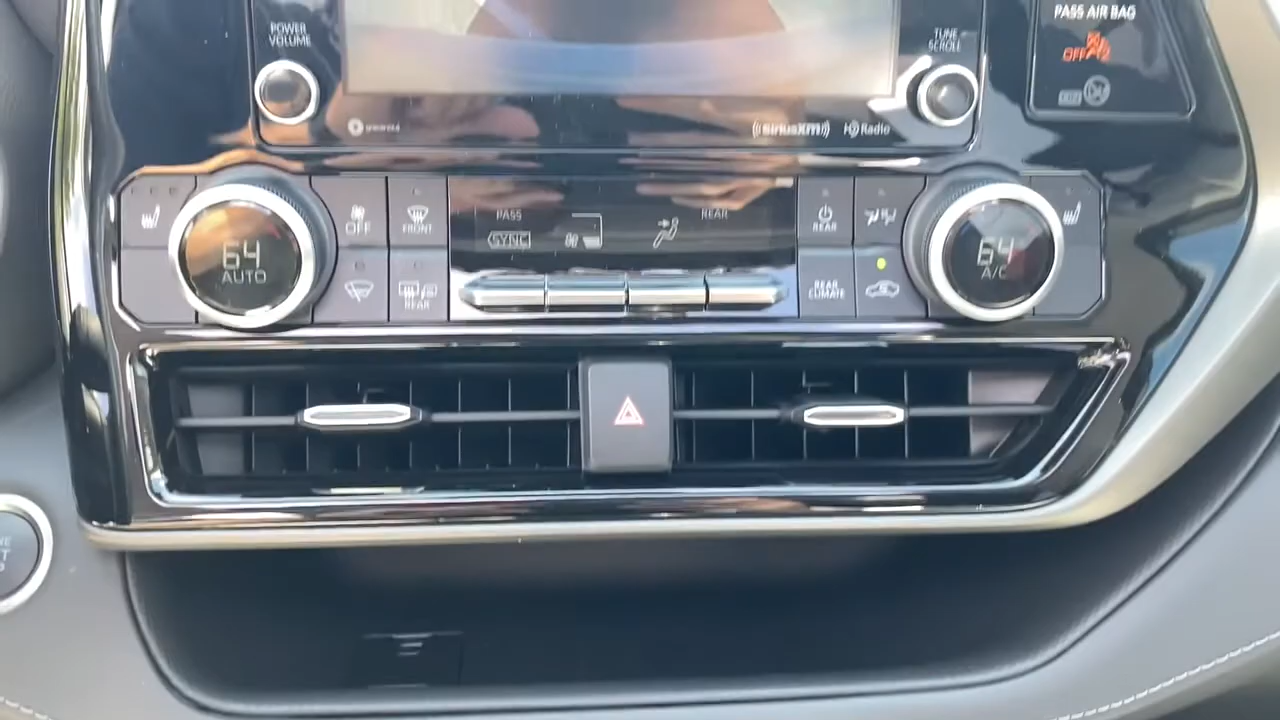 POWER
VOLUME
TUNE
SCROLL
PASS AIR BAG
OFF
((SiriusXM))
HD Radio
64
AUTO
OFF
FRONT
REAR
PASS
SYNC
REAR
REAR
REAR
CLIMATE
64
A/C